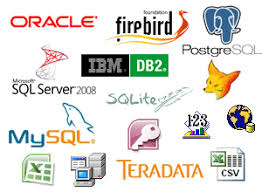 ORACLE
foundation
firebird
PostgreSQL
Microsoft
SQL Server 2008
IBM
DB2.
SQLite
MySQL
123
TERADATA
CSV